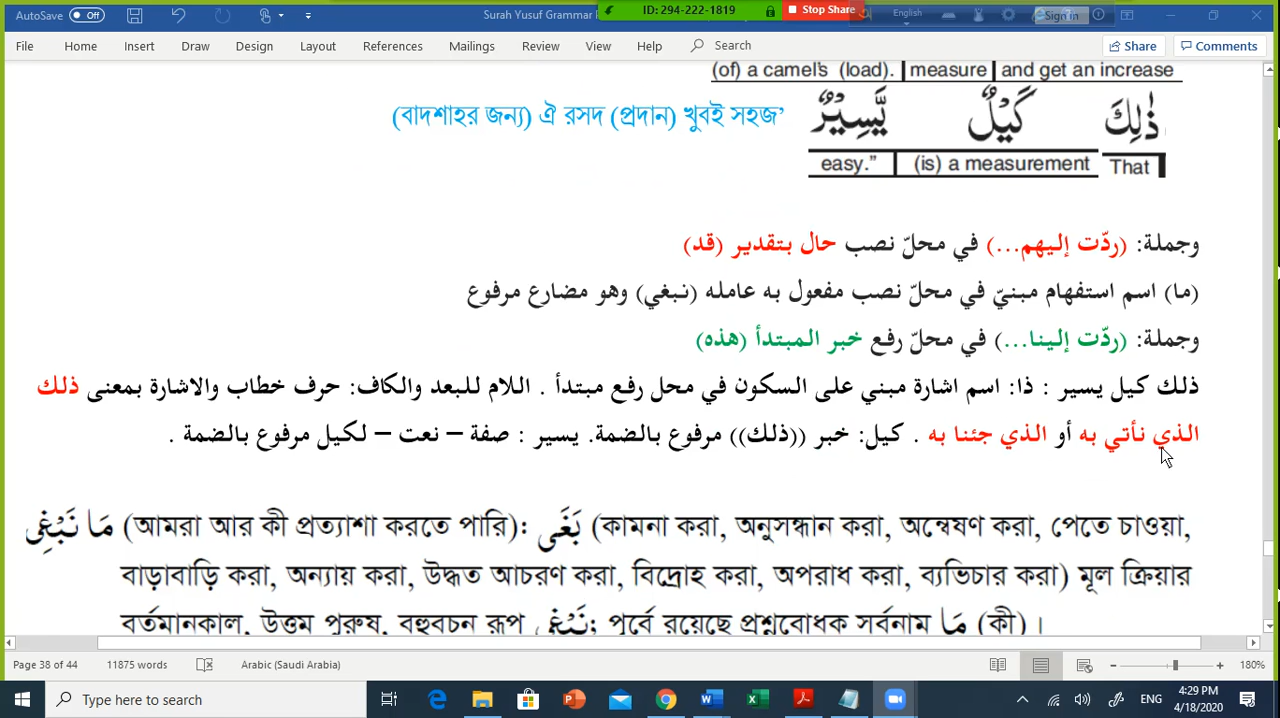 AutoSave Off
Surah Yusuf Grammar
ID: 294-222-1819
Stop Share
English
Sign in
File Home Insert Draw Design Layout References Mailings Review View Help Search Share Comments
(of) a camel's (load). measure and get an increase
ذَٰلِكَ كَيْلٌ يَّسِيْرٌ
(বাদশাহর জন্য) ঐ রসদ (প্রদান) খুবই সহজ’
easy.” (is) a measurement That
وجملة: (ردّت إليهم...) في محلّ نصب حال بتقدير (قد)
(ما) اسم استفهام مبنيّ في محلّ نصب مفعول به عامله (نبغي) وهو مضارع مرفوع
وجملة: (ردّت إلينا...) في محلّ رفع خبر المبتدأ (هذه)
ذلك كيل يسير : ذا: اسم اشارة مبني على السكون في محل رفع مبتدأ . اللام للبعد والكاف: حرف خطاب والاشارة بمعنى ذلك
الذي نأتي به أو الذي جئنا به . كيل: خبر ((ذلك)) مرفوع بالضمة. يسير : صفة – نعت – لكيل مرفوع بالضمة .
مَا نَبْغِى (আমরা আর কী প্রত্যাশা করতে পারি): بَغَى (কামনা করা, অনুসন্ধান করা, অন্বেষণ করা, পেতে চাওয়া,
বাড়াবাড়ি করা, অন্যায় করা, উদ্ধত আচরণ করা, বিদ্রোহ করা, অপরাধ করা, ব্যভিচার করা) মূল ক্রিয়ার
বর্তমানকাল, উত্তম পুরুষ, বহুবচন রূপ نَبْغِى; পূর্বে রয়েছে প্রশ্নবোধক সর্বনাম مَا (কী)।
Page 38 of 44 11875 words Arabic (Saudi Arabia) 180%
Type here to search
ENG
4:29 PM
4/18/2020